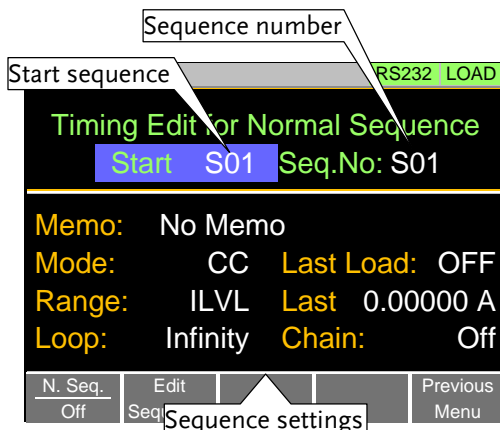 Sequence number
Start sequence
RS232 LOAD
Timing Edit for Normal Sequence
Start S01 Seq.No: S01
Memo: No Memo
Mode: CC Last Load: OFF
Range: ILVL Last 0.00000 A
Loop: Infinity Chain: Off
N. Seq. Off
Edit
Previous Menu
Sequence settings